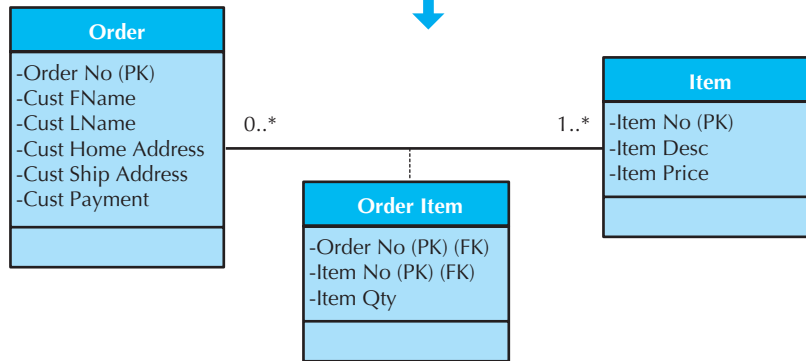 Order
-Order No (PK)
-Cust FName
-Cust LName
-Cust Home Address
-Cust Ship Address
-Cust Payment
0..*
1..*
Item
-Item No (PK)
-Item Desc
-Item Price
Order Item
-Order No (PK) (FK)
-Item No (PK) (FK)
-Item Qty